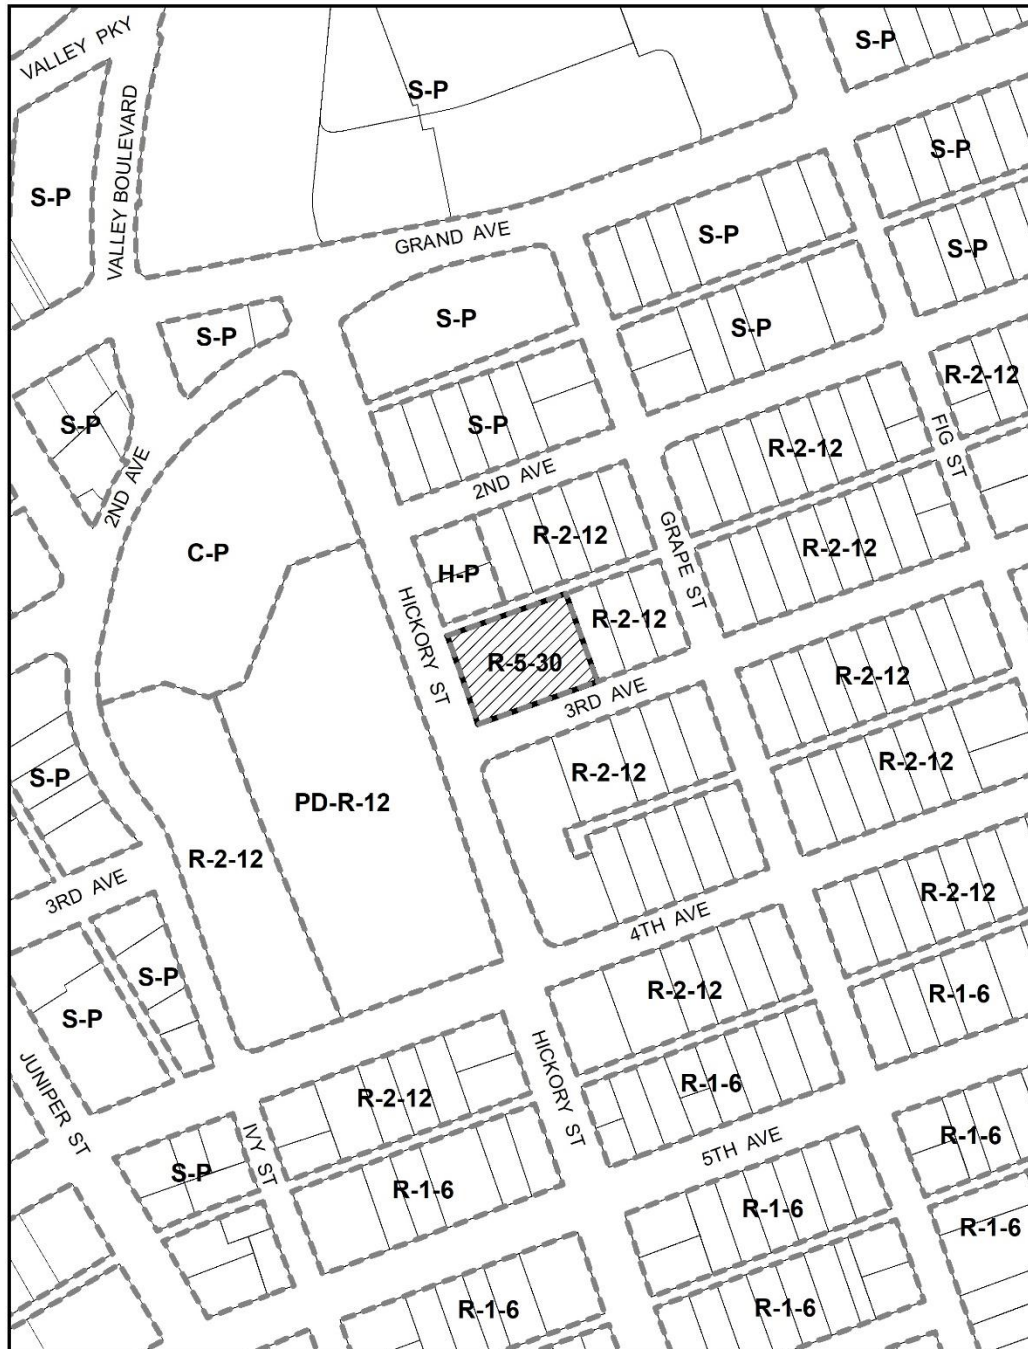 VALLEY PKY
S-P
S-P
VALLEY BOULEVARD
S-P
S-P
S-P
GRAND AVE
S-P
S-P
S-P
S-P
S-P
R-2-12
S-P
S-P
FIG ST
R-2-12
2ND AVE
2ND AVE
C-P
R-2-12
GRAPE ST
R-2-12
H-P
HICKORY ST
R-2-12
R-5-30
3RD AVE
R-2-12
S-P
R-2-12
R-2-12
PD-R-12
R-2-12
3RD AVE
R-2-12
4TH AVE
S-P
R-2-12
R-1-6
S-P
JUNIPER ST
HICKORY ST
R-1-6
R-2-12
IVY ST
5TH AVE
R-1-6
S-P
R-1-6
R-1-6
R-1-6
R-1-6
R-1-6